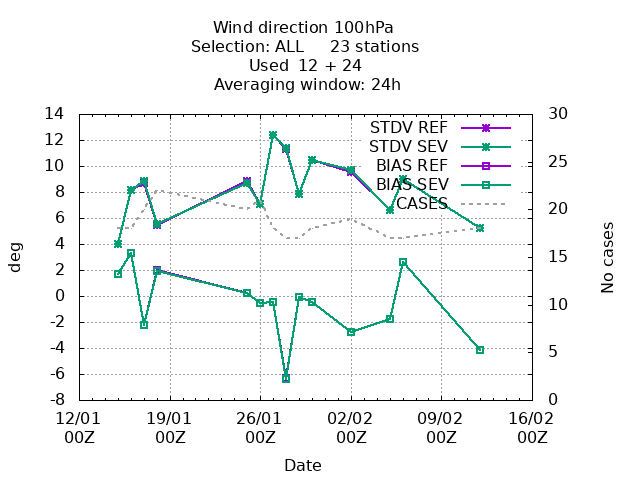 Wind direction 100hPa
Selection: ALL 23 stations
Used 12 + 24
Averaging window: 24h
14 30
12
10 25
8
6 20
4
2 15
0
-2 10
-4
-6 5
-8 0
deg
No cases
STDV REF
STDV SEV
BIAS REF
BIAS SEV
CASES
12/01 19/01 26/01 02/02 09/02 16/02
00Z 00Z 00Z 00Z 00Z 00Z
Date